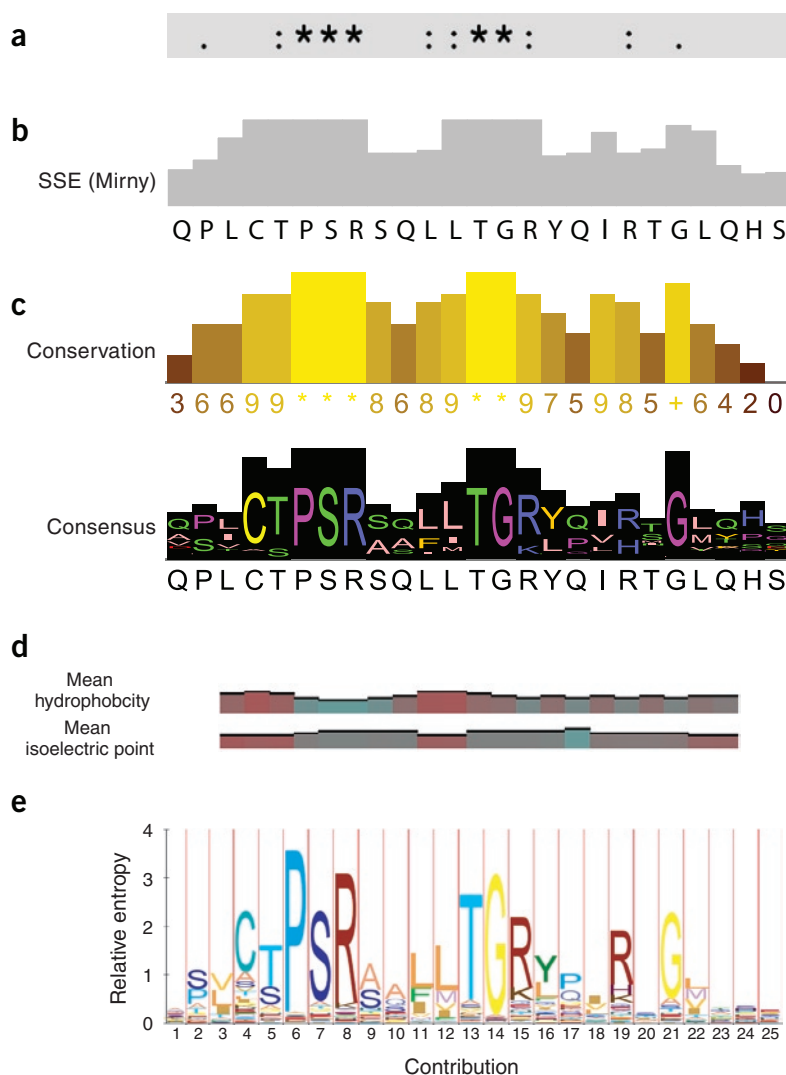 a
. : * * * : : * * : : .
b
SSE (Mirny)
Q P L C T P S R S Q L L T G R Y Q I R T G L Q H S
c
Conservation
3 6 6 9 9 * * * 8 6 8 9 * * 9 7 5 9 8 5 + 6 4 2 0
Consensus
Q P L C T P S R S Q L L T G R Y Q I R T G L Q H S
Q P L C T P S R S Q L L T G R Y Q I R T G L Q H S
d
Mean
hydrophobcity
Mean
isoelectric point
e
Relative entropy
4
3
2
1
0
C T P S R L L T G R Y P R G
1 2 3 4 5 6 7 8 9 10 11 12 13 14 15 16 17 18 19 20 21 22 23 24 25
Contribution